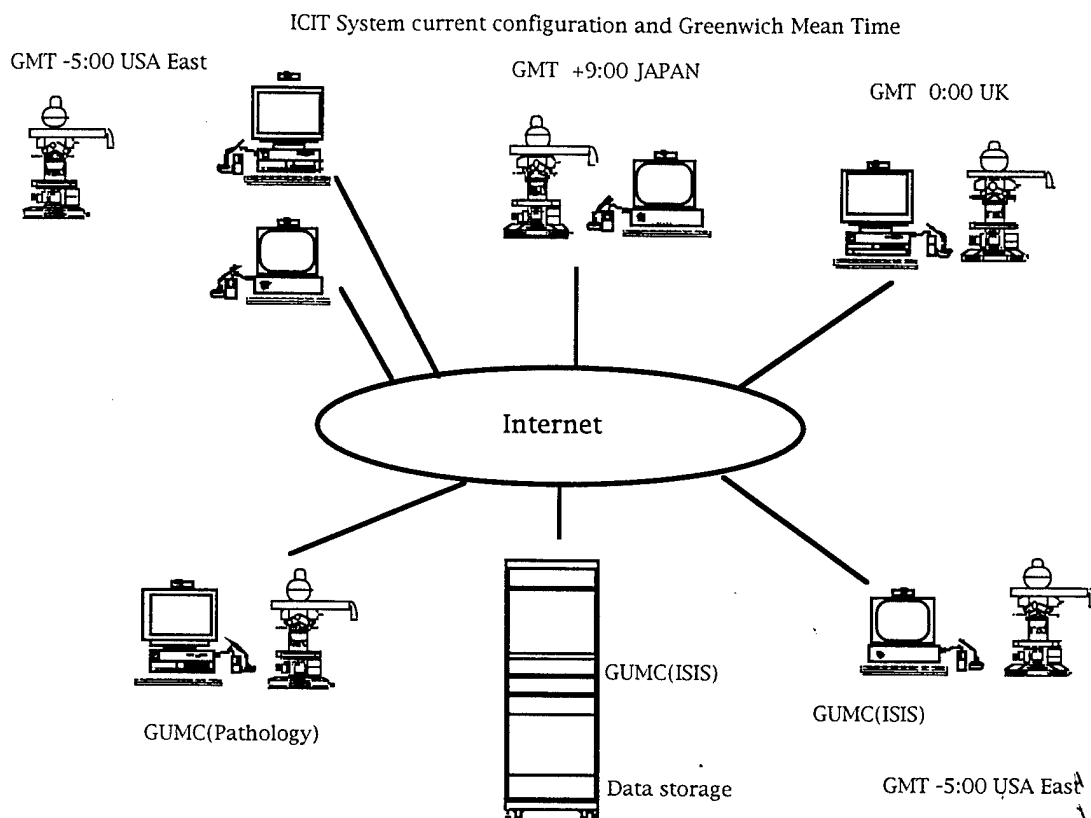 ICIT System current configuration and Greenwich Mean Time
GMT -5:00 USA East
GMT +9:00 JAPAN
GMT 0:00 UK
Internet
GUMC(ISIS)
GUMC(Pathology)
GUMC(ISIS)
Data storage
GMT -5:00 USA East